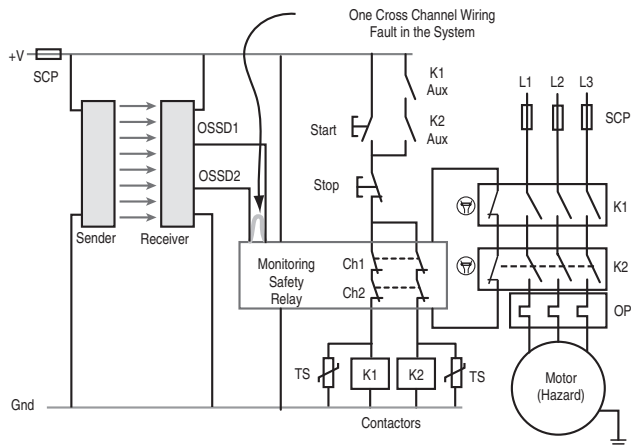 One Cross Channel Wiring
Fault in the System
+V
SCP
K1
Aux
L1 L2 L3
SCP
OSSD1
Start
K2
Aux
OSSD2
Stop
K1
Sender
Receiver
Monitoring
Safety
Relay
Ch1
Ch2
K2
OP
TS
K1
K2
TS
Motor
(Hazard)
Gnd
Contactors